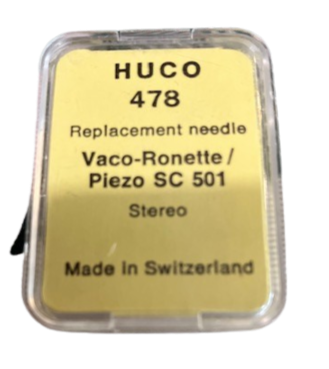 HUCO
478
Replacement needle
Vaco-Ronette/
Piezo SC 501
Stereo
Made in Switzerland